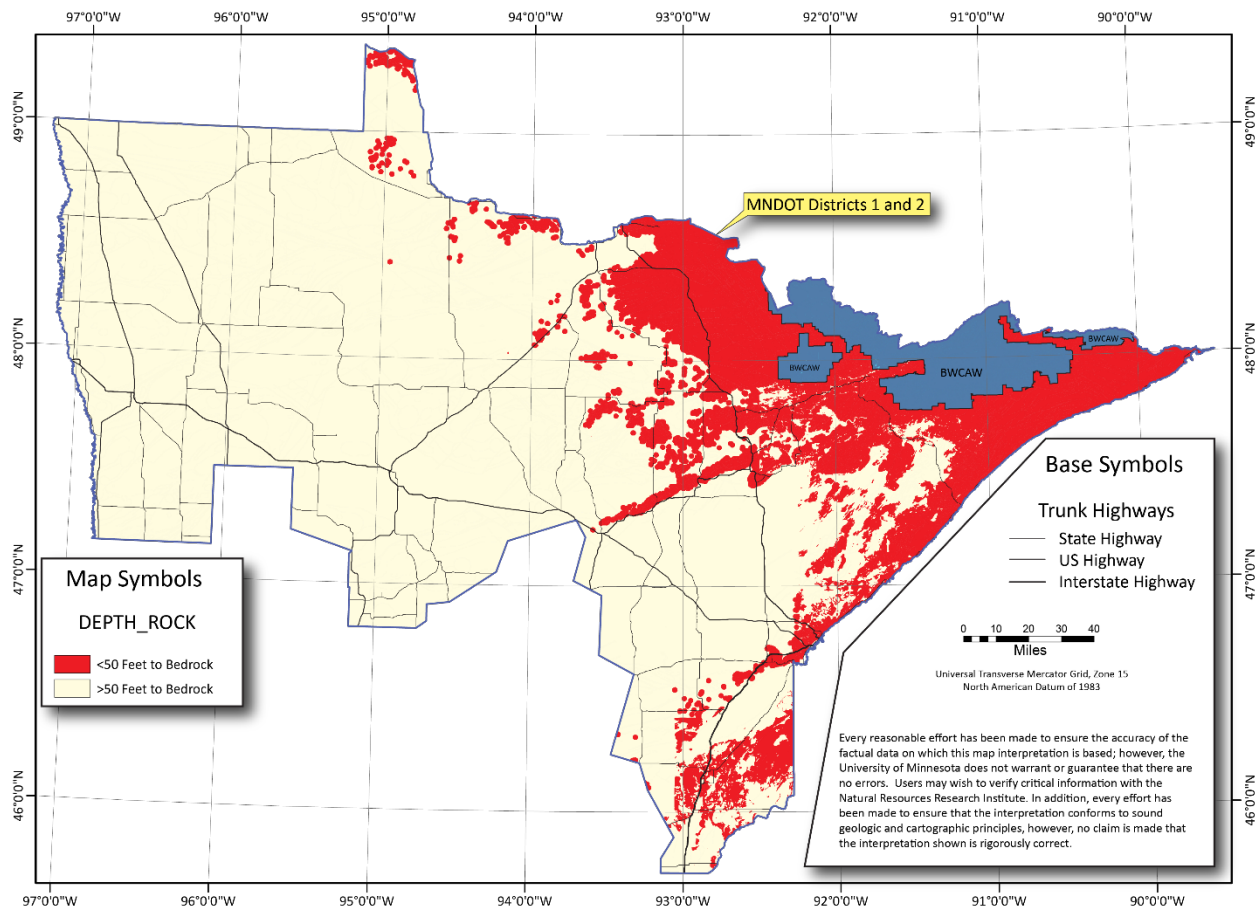 97°0'0"W 96°0'0"W 95°0'0"W 94°0'0"W 93°0'0"W 92°0'0"W 91°0'0"W 90°0'0"W
49°0'0"N
48°0'0"N
47°0'0"N
46°0'0"N
49°0'0"N
48°0'0"N
47°0'0"N
46°0'0"N
MNDOT Districts 1 and 2
BWCAW
BWCAW
BWCAW
Map Symbols
DEPTH_ROCK
<50 Feet to Bedrock
>50 Feet to Bedrock
Base Symbols
Trunk Highways
State Highway
US Highway
Interstate Highway
0 10 20 30 40
Miles
Universal Transverse Mercator Grid, Zone 15
North American Datum of 1983
Every reasonable effort has been made to ensure the accuracy of the
factual data on which this map interpretation is based; however, the
University of Minnesota does not warrant or guarantee that there are
no errors.  Users may wish to verify critical information with the
Natural Resources Research Institute. In addition, every effort has
been made to ensure that the interpretation conforms to sound
geologic and cartographic principles, however, no claim is made that
the interpretation shown is rigorously correct.
97°0'0"W 96°0'0"W 95°0'0"W 94°0'0"W 93°0'0"W 92°0'0"W 91°0'0"W 90°0'0"W